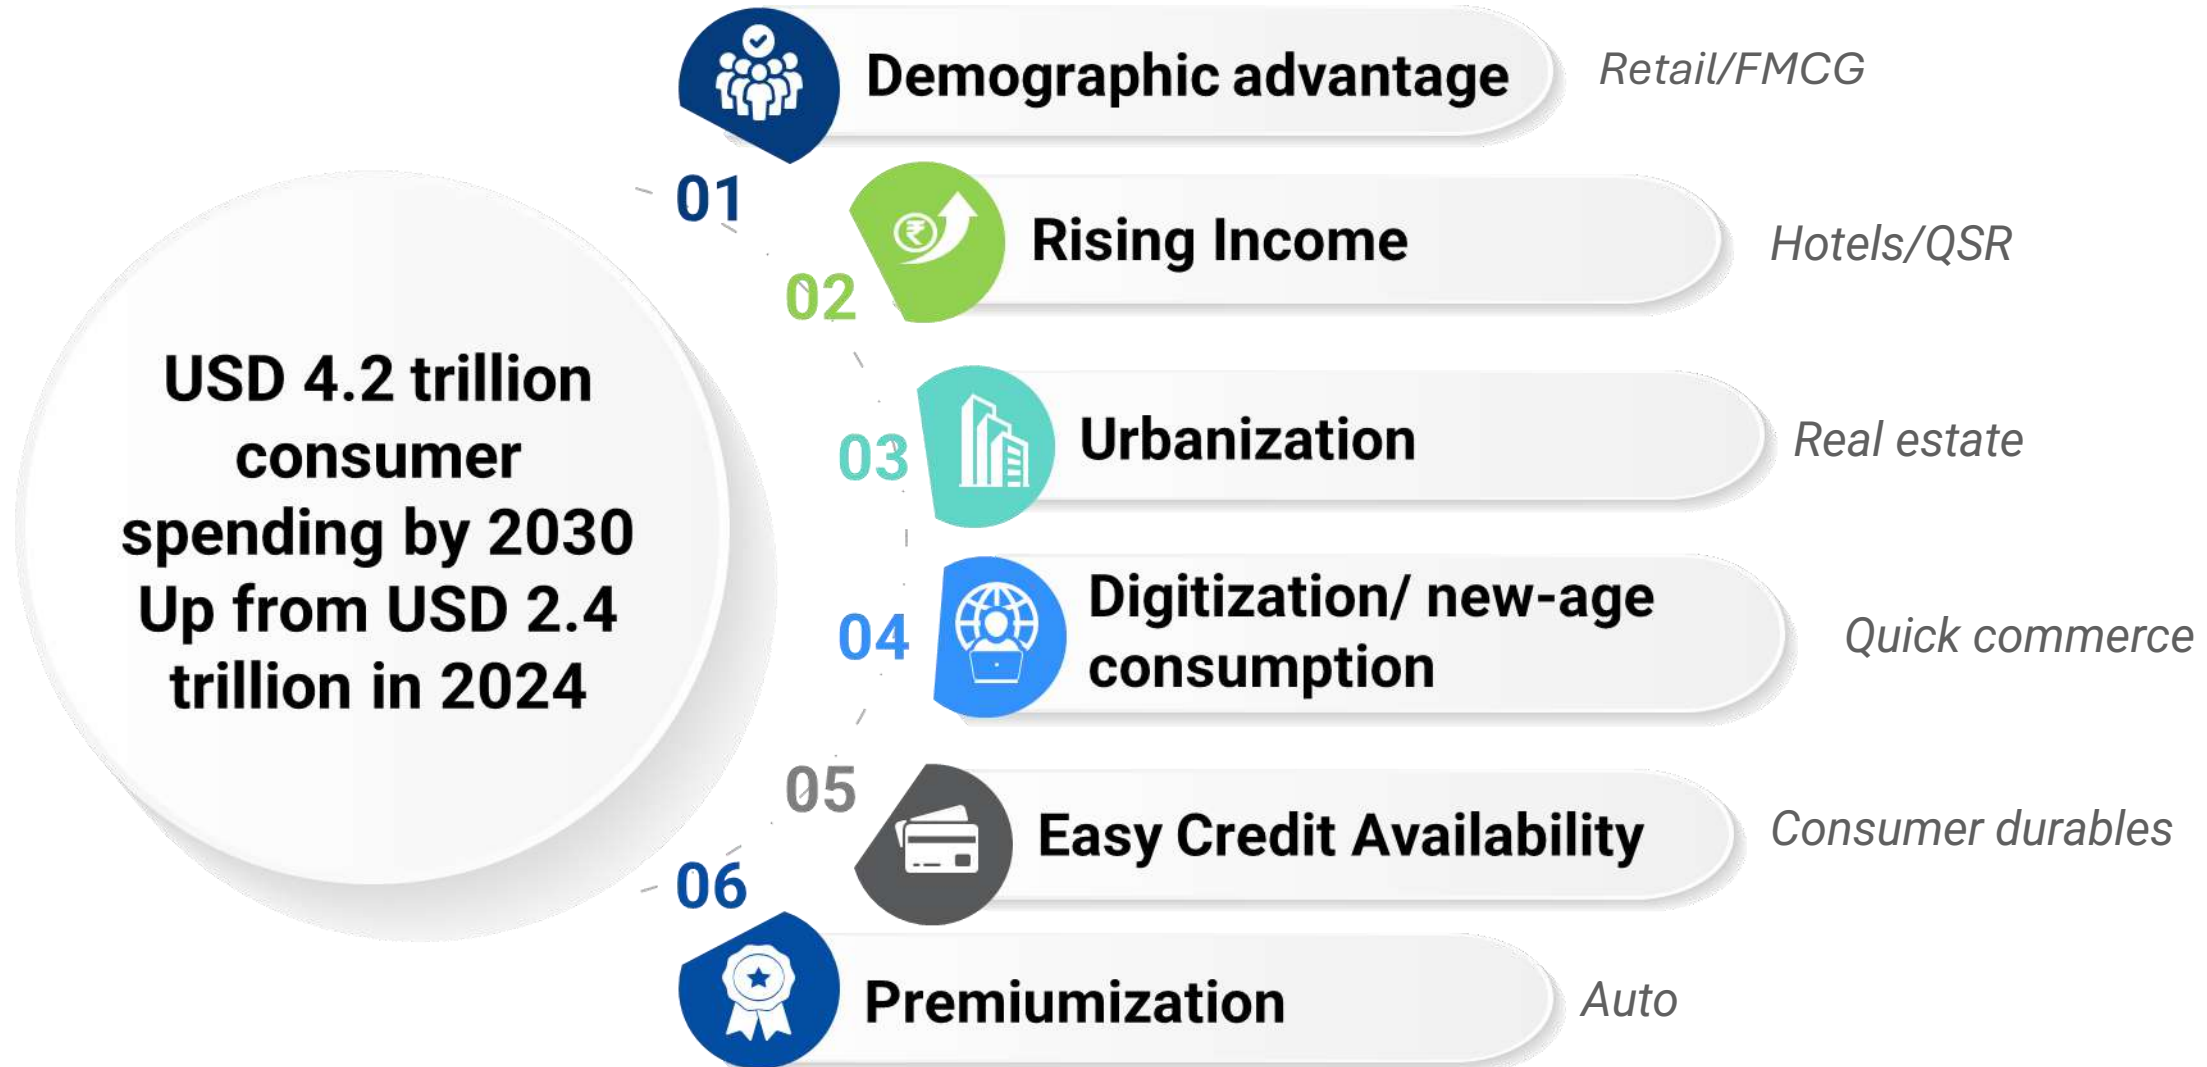 USD 4.2 trillion
consumer
spending by 2030
Up from USD 2.4
trillion in 2024
01
Demographic advantage
Retail/FMCG
02
Rising Income
Hotels/QSR
03
Urbanization
Real estate
04
Digitization/ new-age
consumption
Quick commerce
05
Easy Credit Availability
Consumer durables
06
Premiumization
Auto